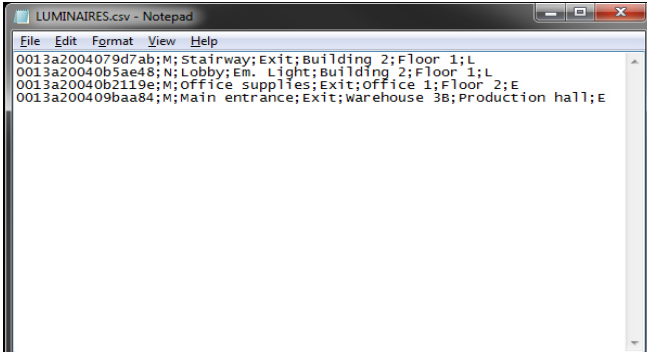 LUMINAIRES.csv - Notepad
File Edit Format View Help
0013a2004079d7ab;M;Stairway;Exit;Building 2;Floor 1;L
0013a20040b5ae48;N;Lobby;Em. Light;Building 2;Floor 1;L
0013a20040b2119e;M;Office supplies;Exit;Office 1;Floor 2;E
0013a200409baa84;M;Main entrance;Exit;Warehouse 3B;Production hall;E